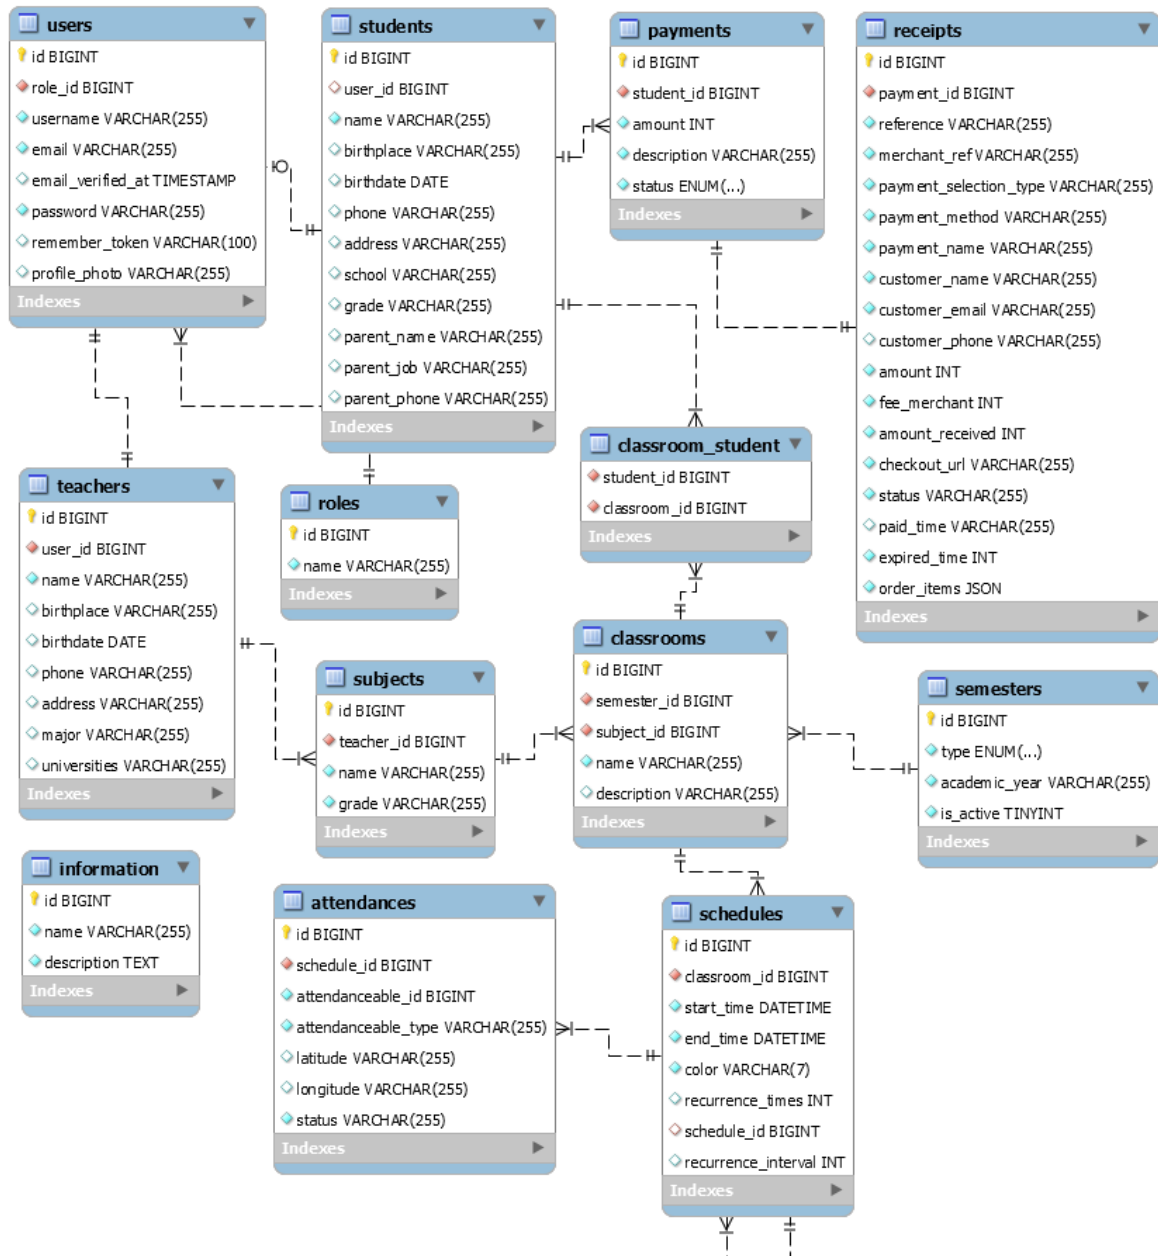 users
id BIGINT
role_id BIGINT
username VARCHAR(255)
email VARCHAR(255)
email_verified_at TIMESTAMP
password VARCHAR(255)
remember_token VARCHAR(100)
profile_photo VARCHAR(255)
Indexes
students
id BIGINT
user_id BIGINT
name VARCHAR(255)
birthplace VARCHAR(255)
birthdate DATE
phone VARCHAR(255)
address VARCHAR(255)
school VARCHAR(255)
grade VARCHAR(255)
parent_name VARCHAR(255)
parent_job VARCHAR(255)
parent_phone VARCHAR(255)
Indexes
payments
id BIGINT
student_id BIGINT
amount INT
description VARCHAR(255)
status ENUM(...)
Indexes
receipts
id BIGINT
payment_id BIGINT
reference VARCHAR(255)
merchant_ref VARCHAR(255)
payment_selection_type VARCHAR(255)
payment_method VARCHAR(255)
payment_name VARCHAR(255)
customer_name VARCHAR(255)
customer_email VARCHAR(255)
customer_phone VARCHAR(255)
amount INT
fee_merchant INT
amount_received INT
checkout_url VARCHAR(255)
status VARCHAR(255)
paid_time VARCHAR(255)
expired_time INT
order_items JSON
Indexes
teachers
id BIGINT
user_id BIGINT
name VARCHAR(255)
birthplace VARCHAR(255)
birthdate DATE
phone VARCHAR(255)
address VARCHAR(255)
major VARCHAR(255)
universities VARCHAR(255)
Indexes
roles
id BIGINT
name VARCHAR(255)
Indexes
classroom_student
student_id BIGINT
classroom_id BIGINT
Indexes
subjects
id BIGINT
teacher_id BIGINT
name VARCHAR(255)
grade VARCHAR(255)
Indexes
classrooms
id BIGINT
semester_id BIGINT
subject_id BIGINT
name VARCHAR(255)
description VARCHAR(255)
Indexes
semesters
id BIGINT
type ENUM(...)
academic_year VARCHAR(255)
is_active TINYINT
Indexes
information
id BIGINT
name VARCHAR(255)
description TEXT
Indexes
attendances
id BIGINT
schedule_id BIGINT
attendanceable_id BIGINT
attendanceable_type VARCHAR(255)
latitude VARCHAR(255)
longitude VARCHAR(255)
status VARCHAR(255)
Indexes
schedules
id BIGINT
classroom_id BIGINT
start_time DATETIME
end_time DATETIME
color VARCHAR(7)
recurrence_times INT
schedule_id BIGINT
recurrence_interval INT
Indexes